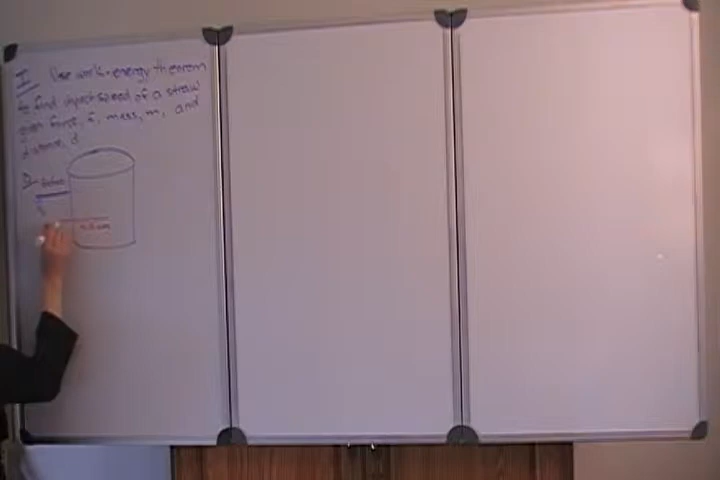 I. Use work-energy theorem
to find impact speed of a straw
given force, f, mass, m, and
distance, d
D-